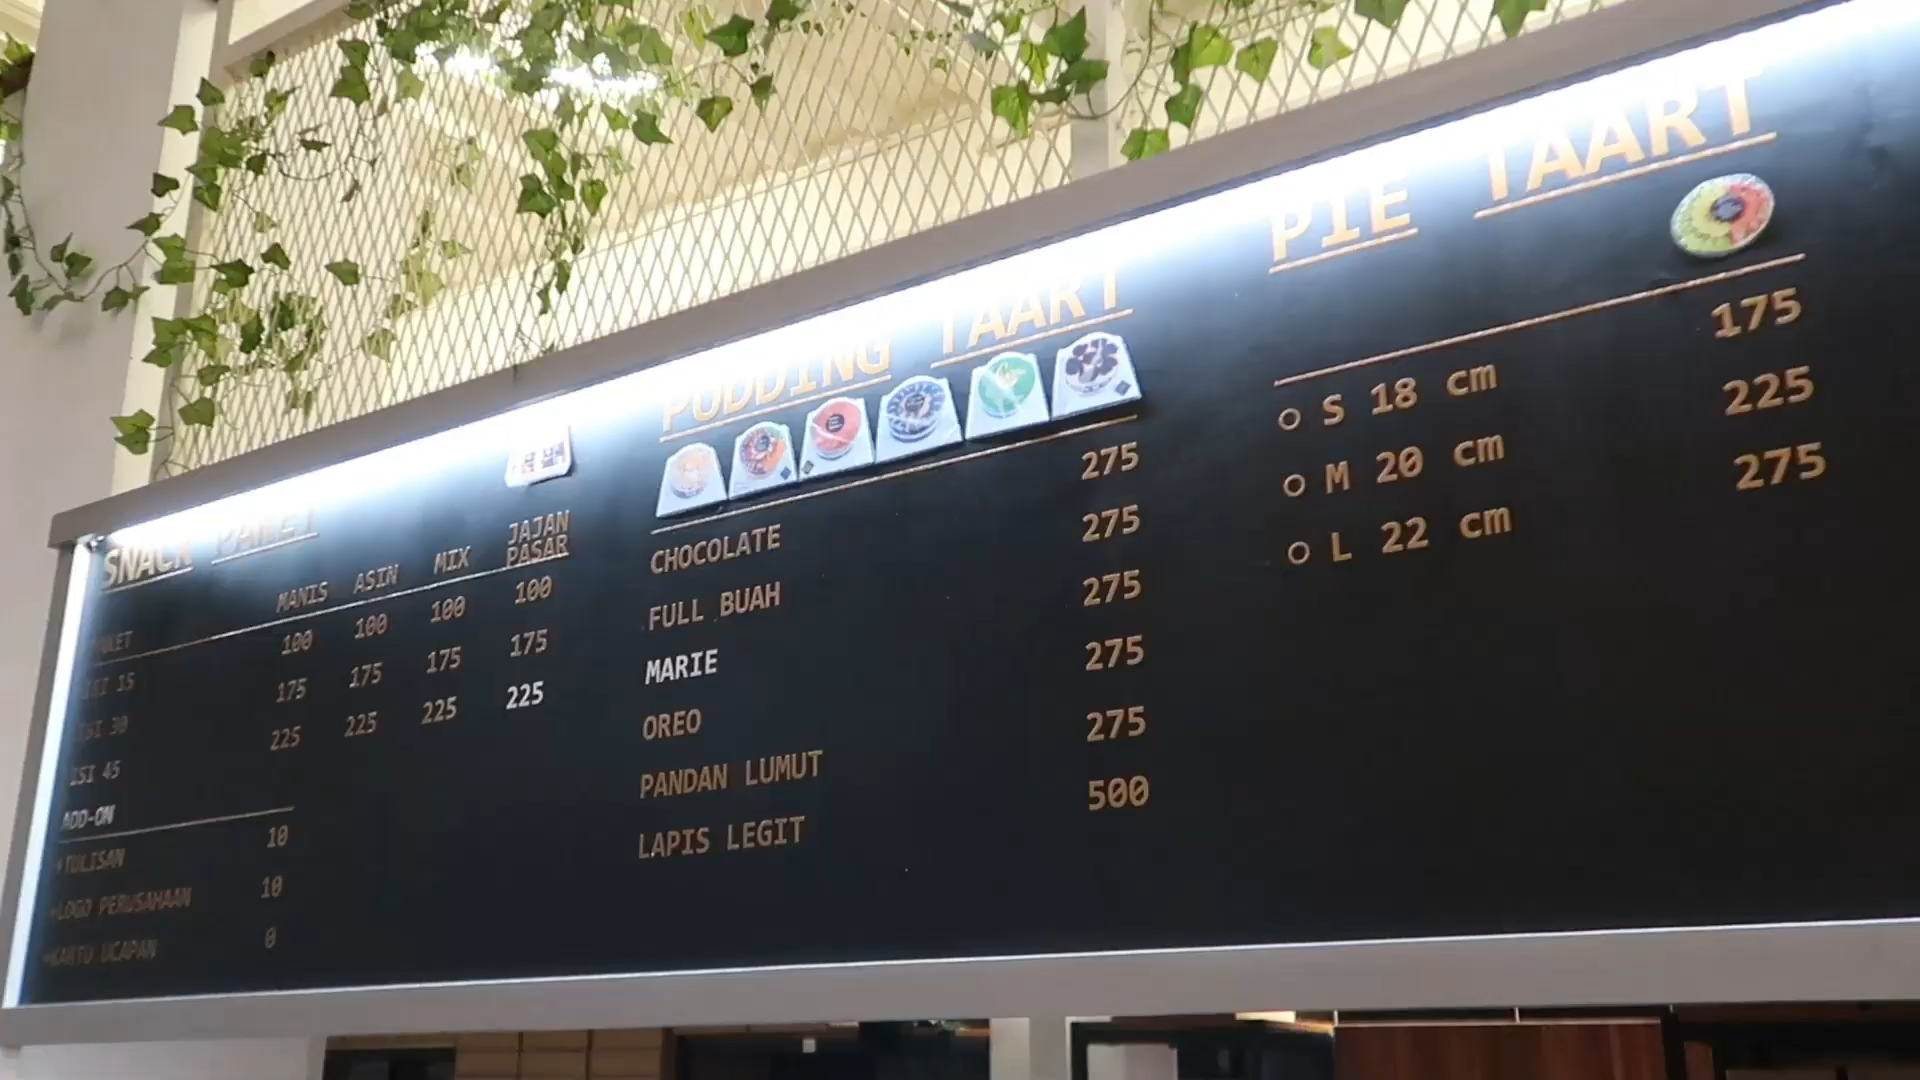 SNACK PAKET
MANIS ASIN MIX JAJAN PASAR
PAKET
ISI 15 100 100 100 100
ISI 30 175 175 175 175
ISI 45 225 225 225 225
ADD-ON
+TULISAN 10
+LOGO PERUSAHAAN 10
+KARTU UCAPAN 0
PUDDING TAART
CHOCOLATE 275
FULL BUAH 275
MARIE 275
OREO 275
PANDAN LUMUT 275
LAPIS LEGIT 500
PIE TAART
S 18 cm 175
M 20 cm 225
L 22 cm 275